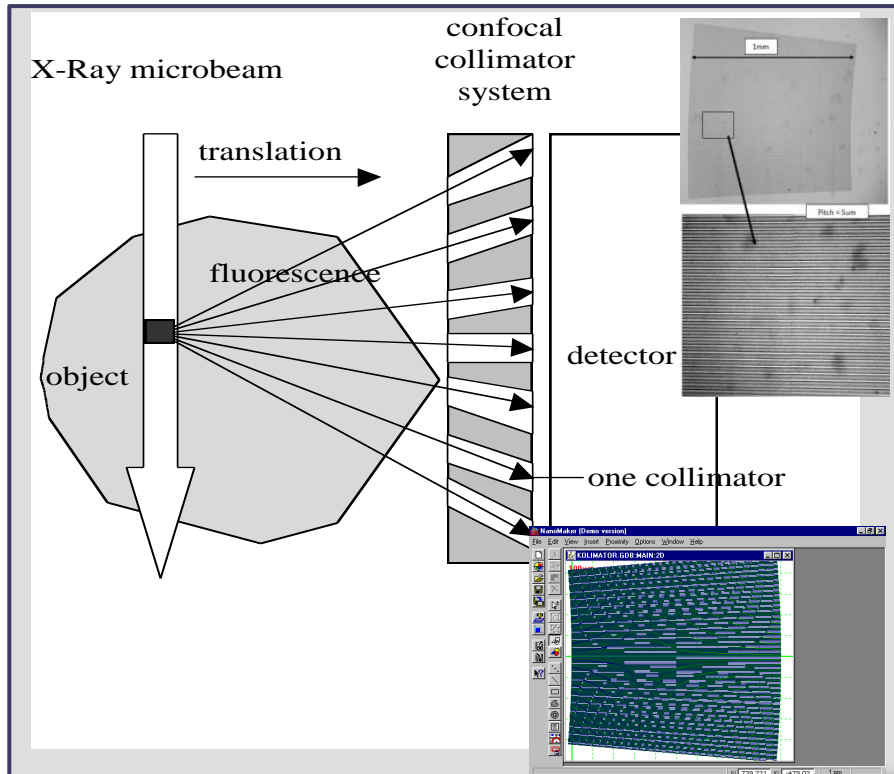 confocal
collimator
system
X-Ray microbeam
1mm
translation
Pitch = 5um
fluorescence
object
detector
one collimator
NanoMaker (Demo version)
File Edit View Insert Proximity Options Window Help
KOLIMATOR.GDB:MAIN:2D